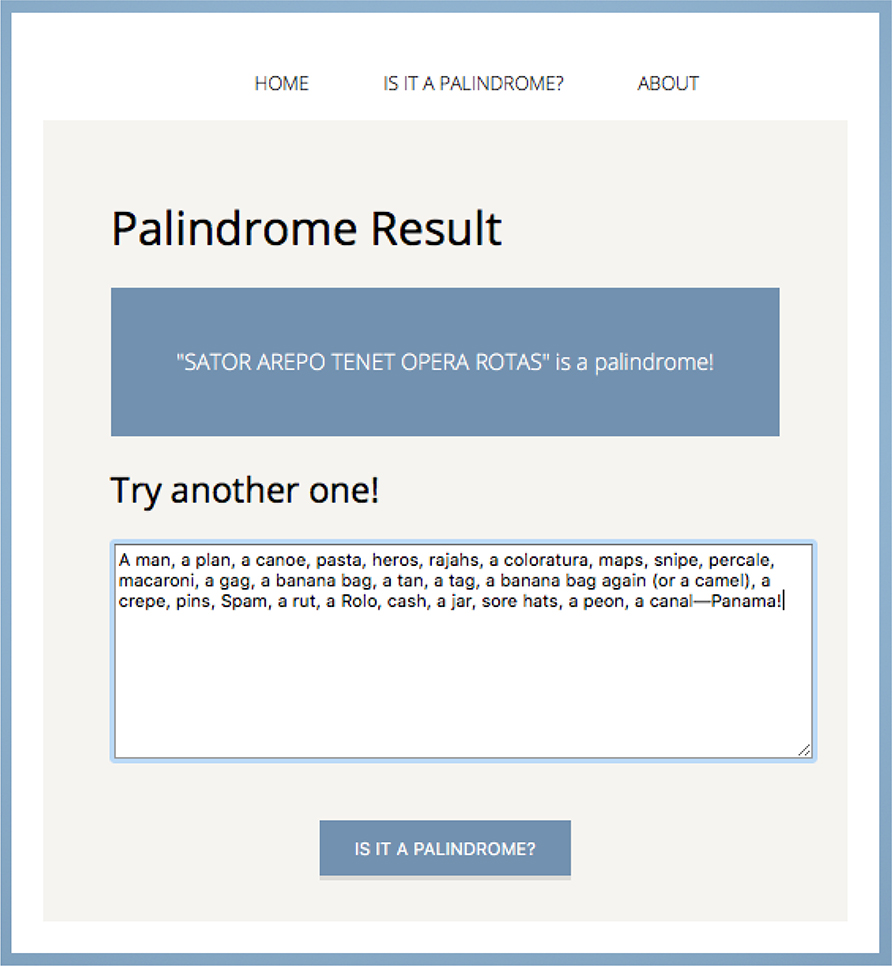 HOME IS IT A PALINDROME? ABOUT
Palindrome Result
"SATOR AREPO TENET OPERA ROTAS" is a palindrome!
Try another one!
A man, a plan, a canoe, pasta, heros, rajahs, a coloratura, maps, snipe, percale,
macaroni, a gag, a banana bag, a tan, a tag, a banana bag again (or a camel), a
crepe, pins, Spam, a rut, a Rolo, cash, a jar, sore hats, a peon, a canal—Panama!
IS IT A PALINDROME?